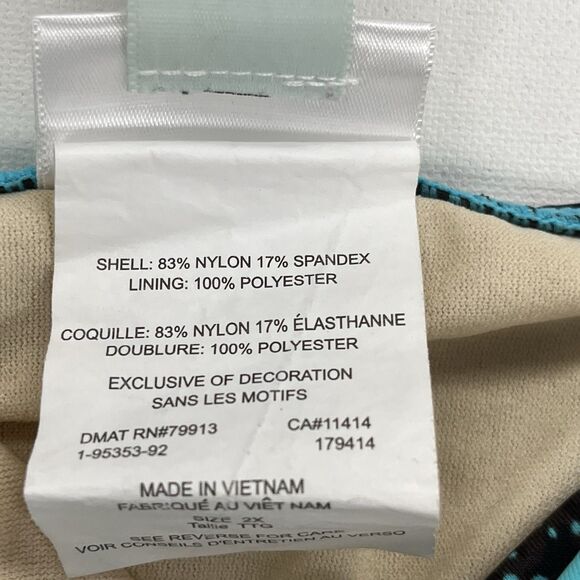 SHELL: 83% NYLON 17% SPANDEX
LINING: 100% POLYESTER
COQUILLE: 83% NYLON 17% ÉLASTHANNE
DOUBLURE: 100% POLYESTER
EXCLUSIVE OF DECORATION
SANS LES MOTIFS
DMAT RN#79913 CA#11414
1-95353-92 179414
MADE IN VIETNAM
FABRIQUÉ AU VIÊT NAM
SIZE 2X
Taille TTG
SEE REVERSE FOR CARE
VOIR CONSEILS D'ENTRETIEN AU VERSO